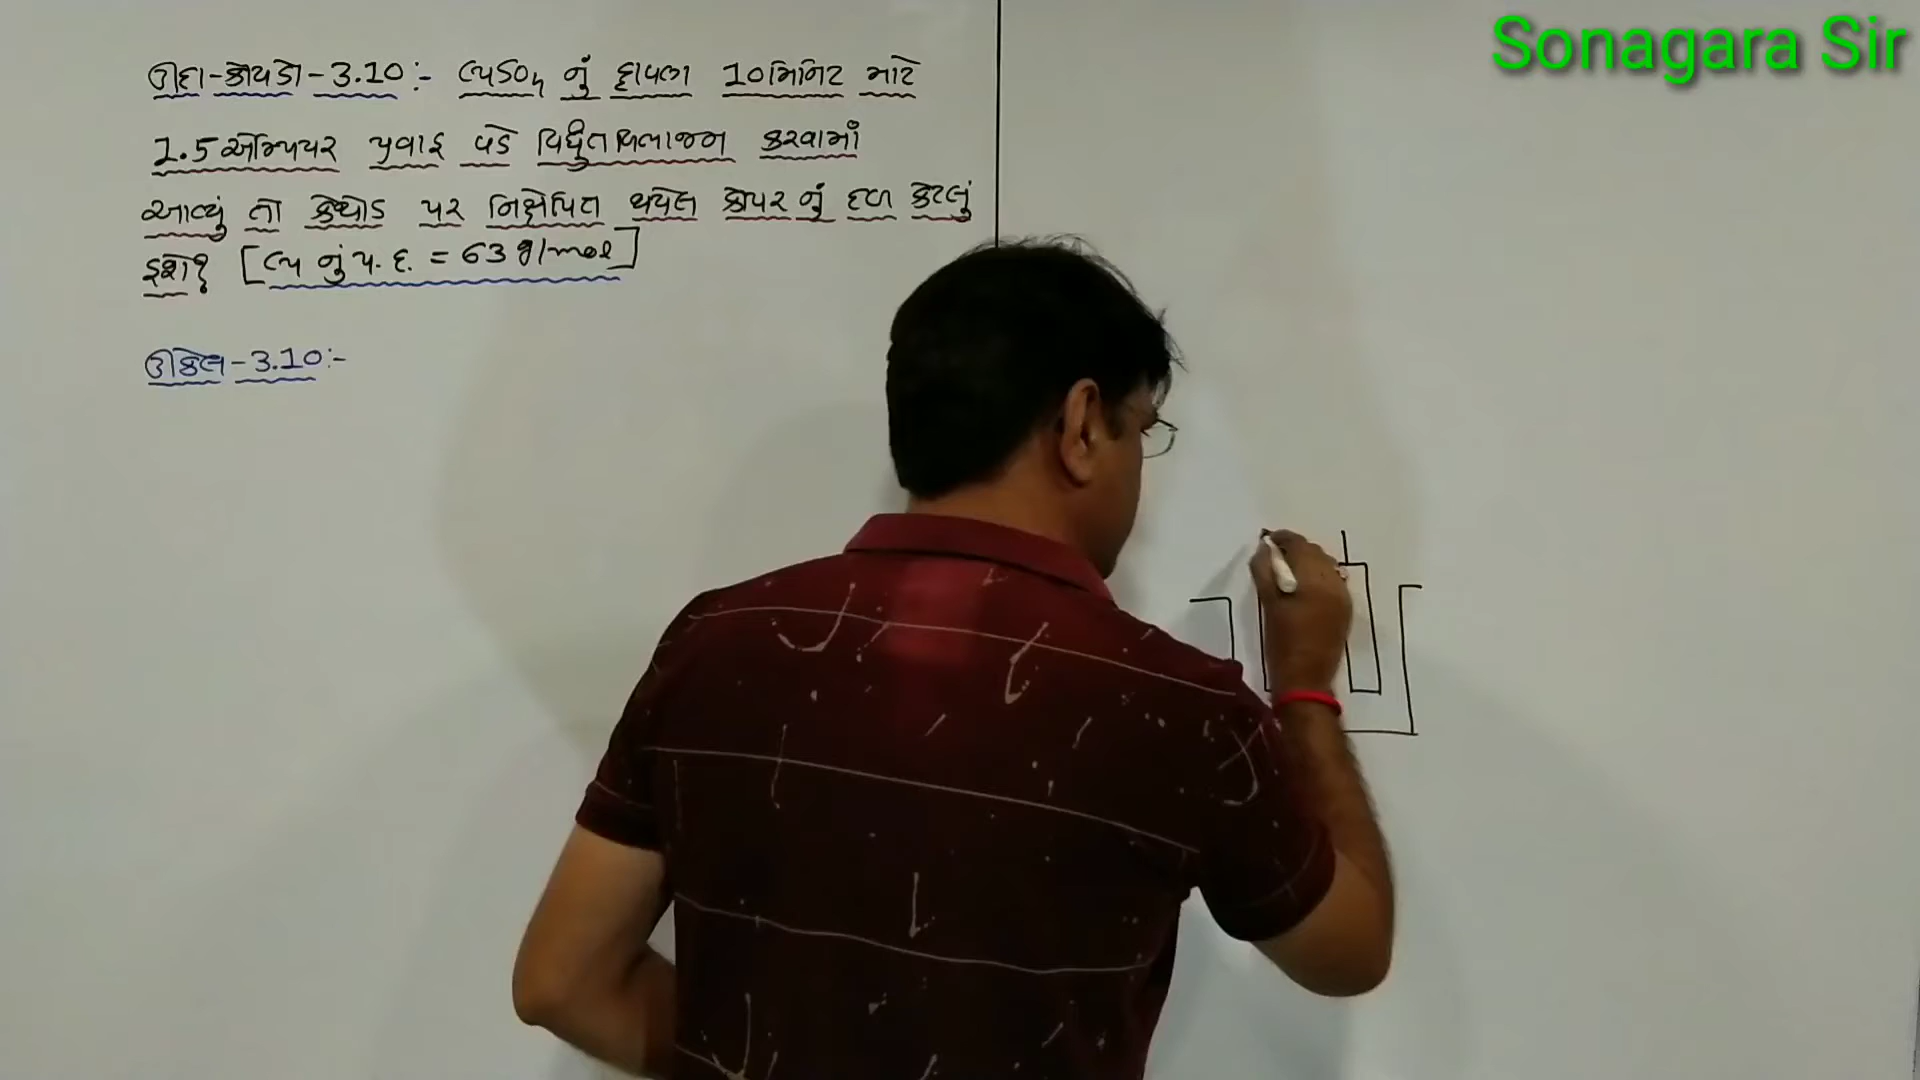 ઉદા-કોયડો-3.10:- CuSO4 નું દ્રાવણ 10 મિનિટ માટે
1.5 એમ્પિયર પ્રવાહ વડે વિદ્યુતવિભાજન કરવામાં
આવ્યું તો કેથોડ પર નિક્ષેપિત થયેલ કોપર નું દળ કેટલું
હશે? [Cu નું પ. દ. = 63 g/mol]
ઉકેલ-3.10:-
Sonagara Sir